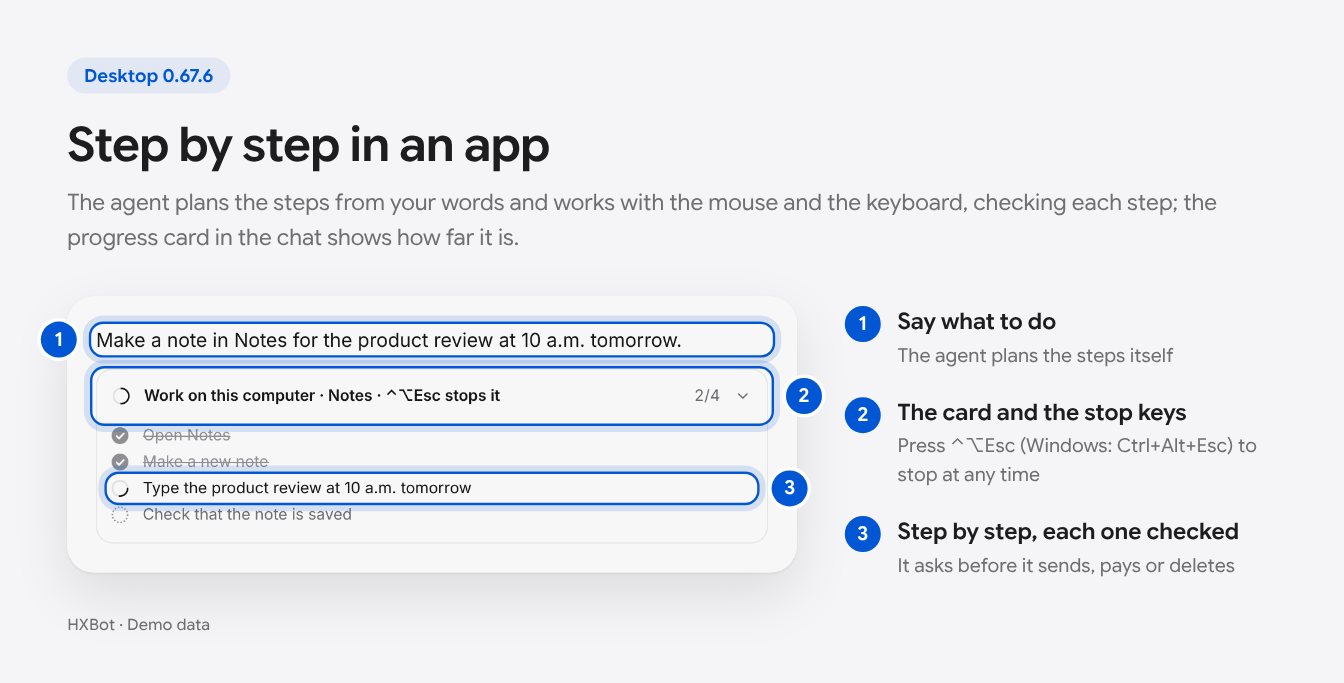 Desktop 0.67.6
Step by step in an app
The agent plans the steps from your words and works with the mouse and the keyboard, checking each step; the
progress card in the chat shows how far it is.
1
Make a note in Notes for the product review at 10 a.m. tomorrow.
Work on this computer · Notes · ⌃⌥Esc stops it
2/4
2
Open Notes
Make a new note
Type the product review at 10 a.m. tomorrow
3
Check that the note is saved
1
Say what to do
The agent plans the steps itself
2
The card and the stop keys
Press ⌃⌥Esc (Windows: Ctrl+Alt+Esc) to
stop at any time
3
Step by step, each one checked
It asks before it sends, pays or deletes
HXBot · Demo data